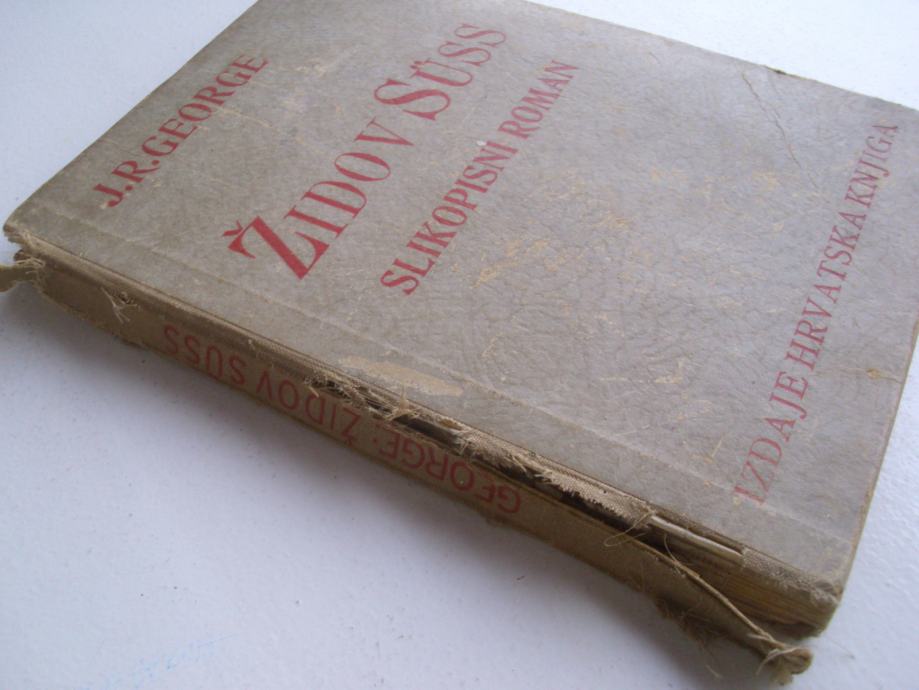 J.R.GEORGE
ŽIDOV SÜSS
SLIKOPISNI ROMAN
IZDAJE HRVATSKA KNJIGA
GEORGE: ŽIDOV SÜSS